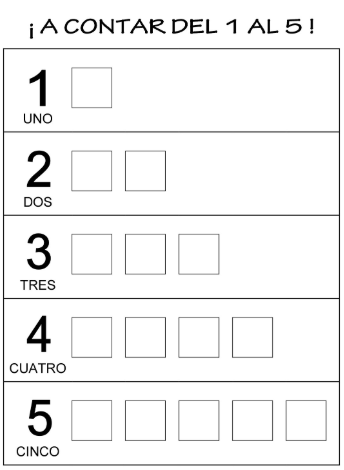 ¡ A CONTAR DEL 1 AL 5 !
1
UNO
2
DOS
3
TRES
4
CUATRO
5
CINCO